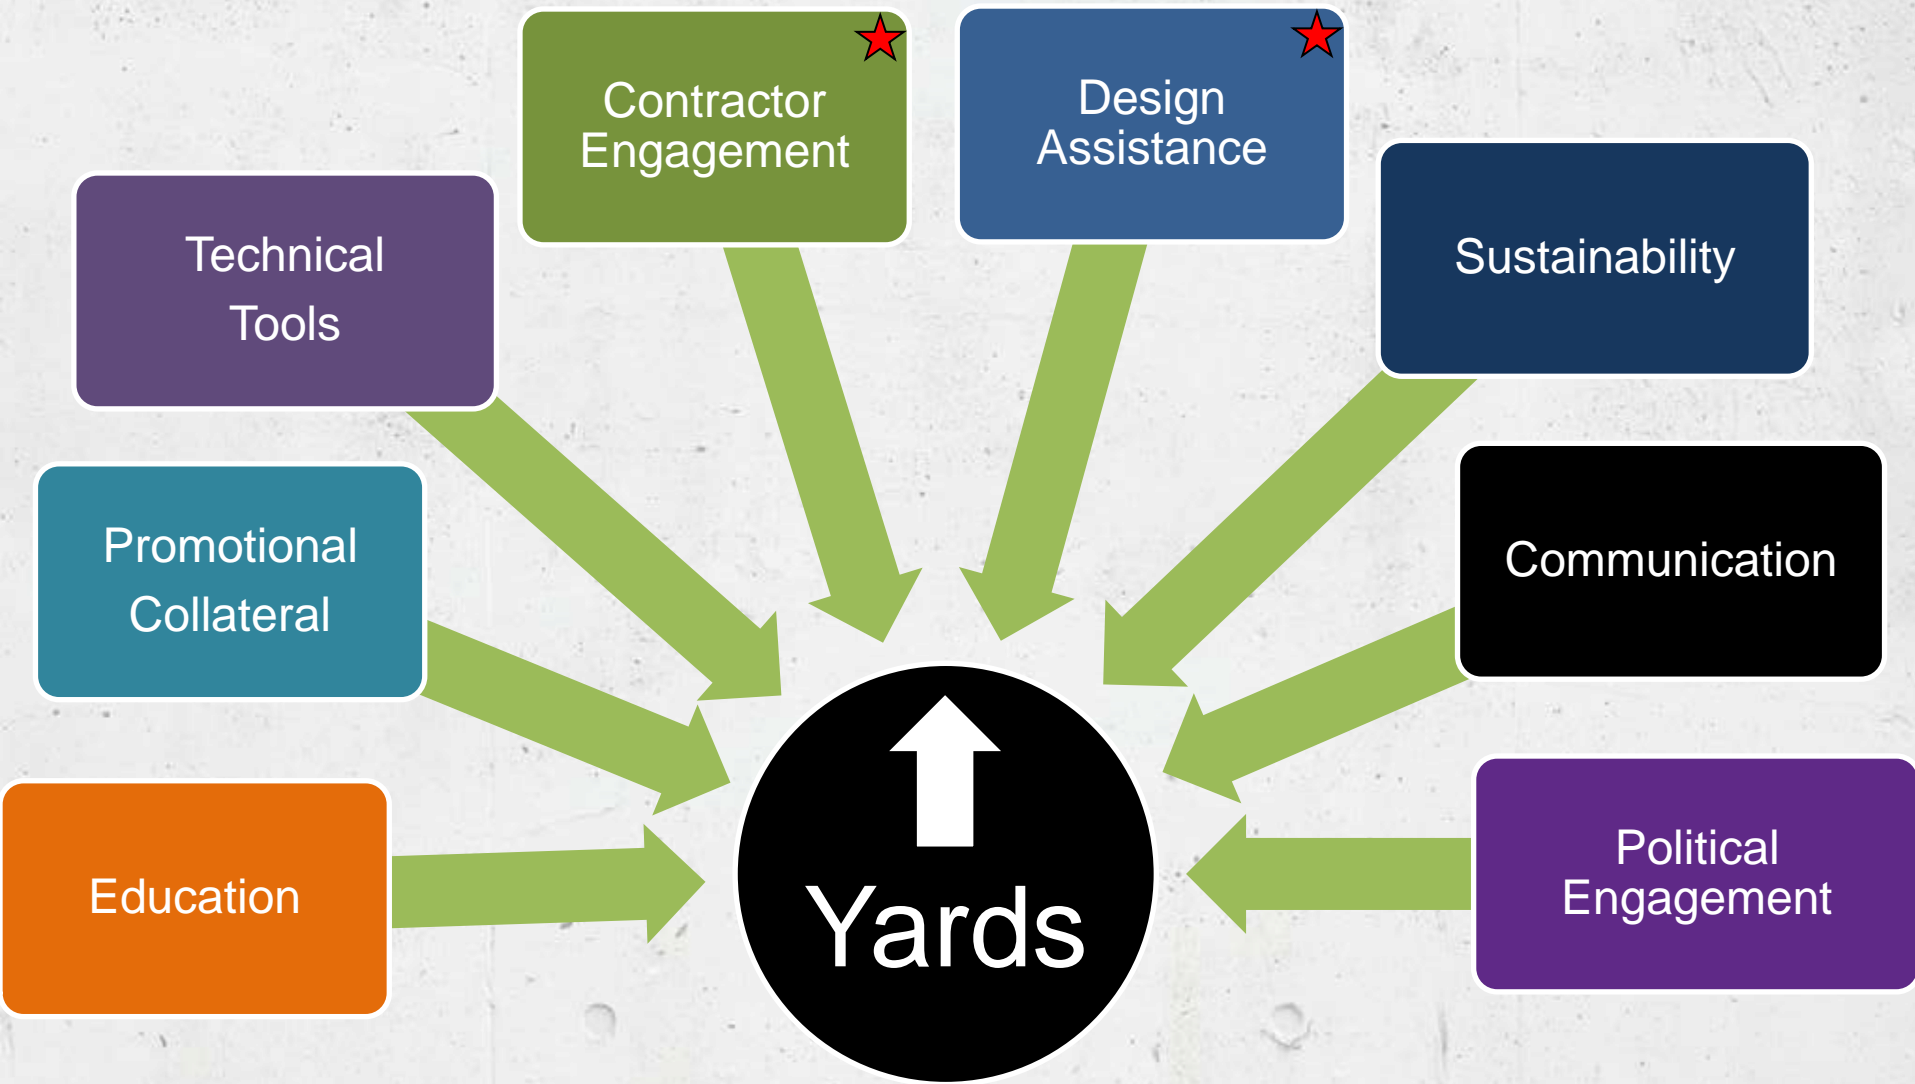 Contractor
Engagement
Design
Assistance
Technical
Tools
Sustainability
Promotional
Collateral
Communication
Education
Political
Engagement
Yards